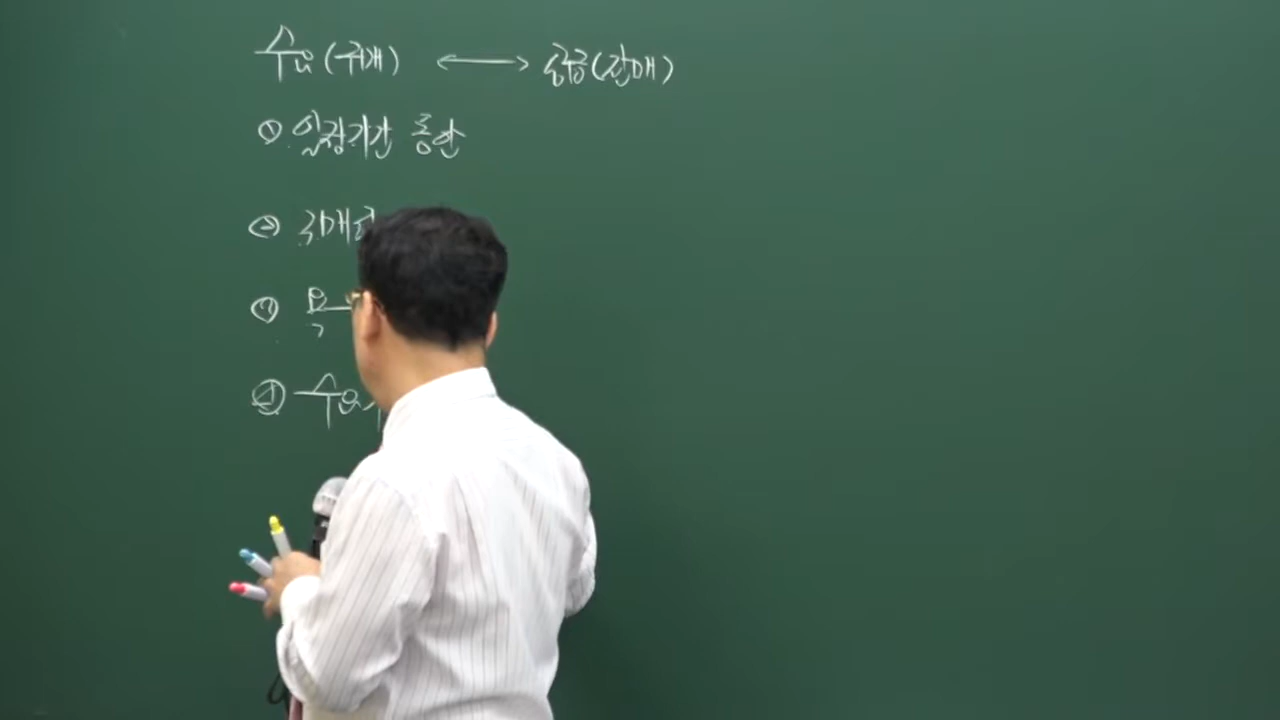 수요(구매) ⟷ 공급(판매)
① 일정기간 동안
② 구매
③ 욕
④ 수요